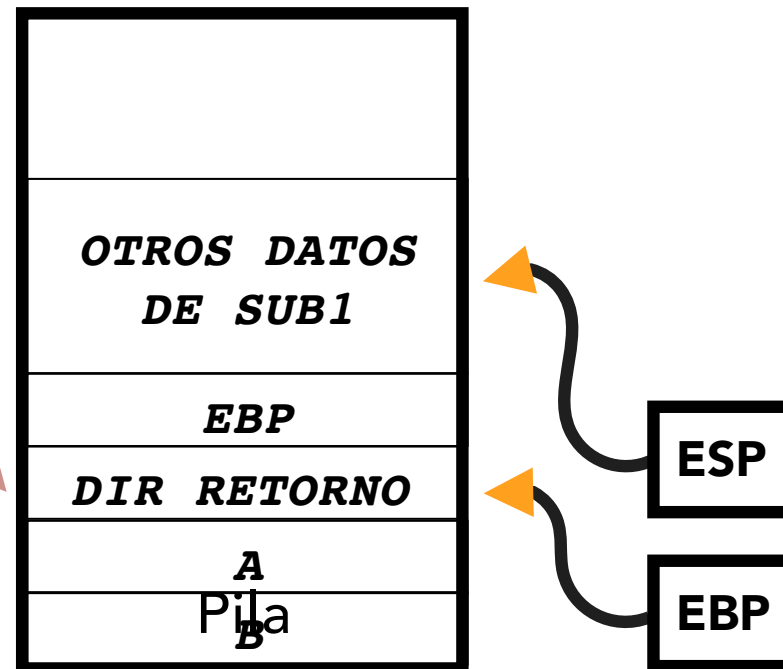 OTROS DATOS
DE SUB1
EBP
DIR RETORNO
A
Pila
B
ESP
EBP